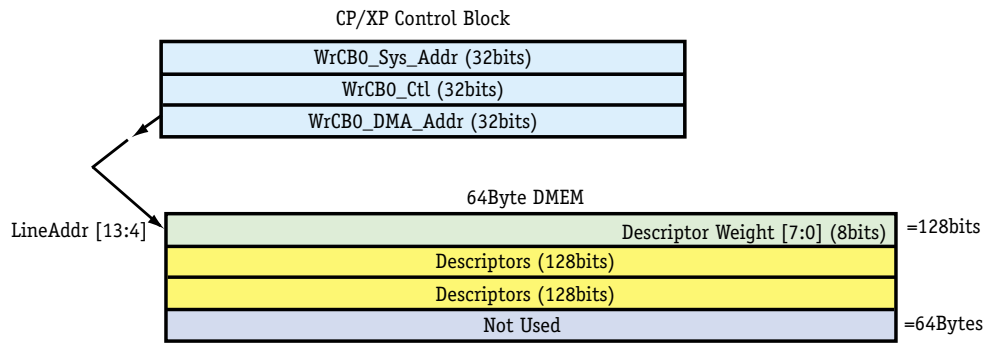 CP/XP Control Block
WrCB0_Sys_Addr (32bits)
WrCB0_Ctl (32bits)
WrCB0_DMA_Addr (32bits)
64Byte DMEM
LineAddr [13:4]
Descriptor Weight [7:0] (8bits)
=128bits
Descriptors (128bits)
Descriptors (128bits)
Not Used
=64Bytes